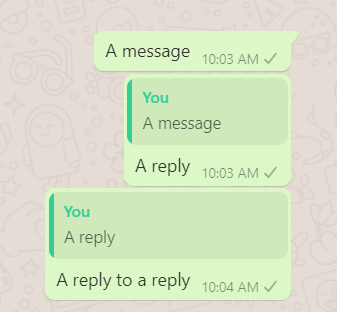 A message 10:03 AM
You
A message
A reply 10:03 AM
You
A reply
A reply to a reply 10:04 AM